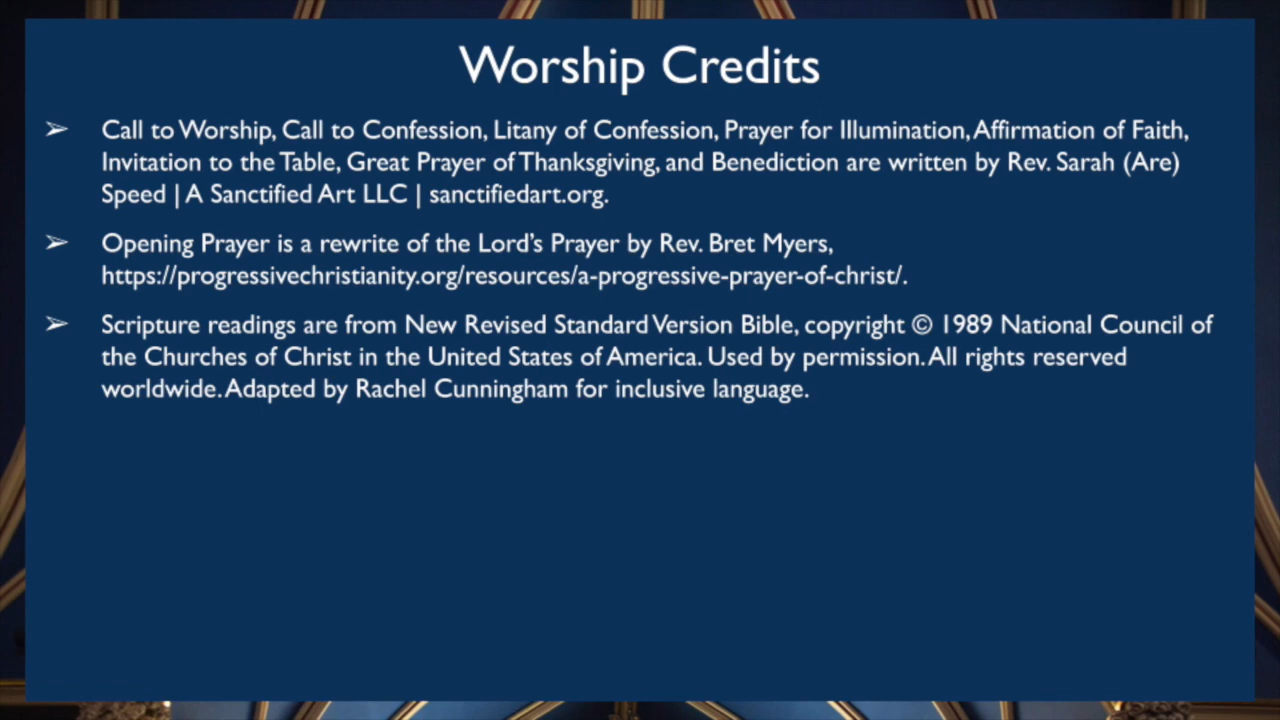 Worship Credits
➢ Call to Worship, Call to Confession, Litany of Confession, Prayer for Illumination, Affirmation of Faith,
Invitation to the Table, Great Prayer of Thanksgiving, and Benediction are written by Rev. Sarah (Are)
Speed | A Sanctified Art LLC | sanctifiedart.org.
➢ Opening Prayer is a rewrite of the Lord’s Prayer by Rev. Bret Myers,
https://progressivechristianity.org/resources/a-progressive-prayer-of-christ/.
➢ Scripture readings are from New Revised Standard Version Bible, copyright © 1989 National Council of
the Churches of Christ in the United States of America. Used by permission. All rights reserved
worldwide. Adapted by Rachel Cunningham for inclusive language.